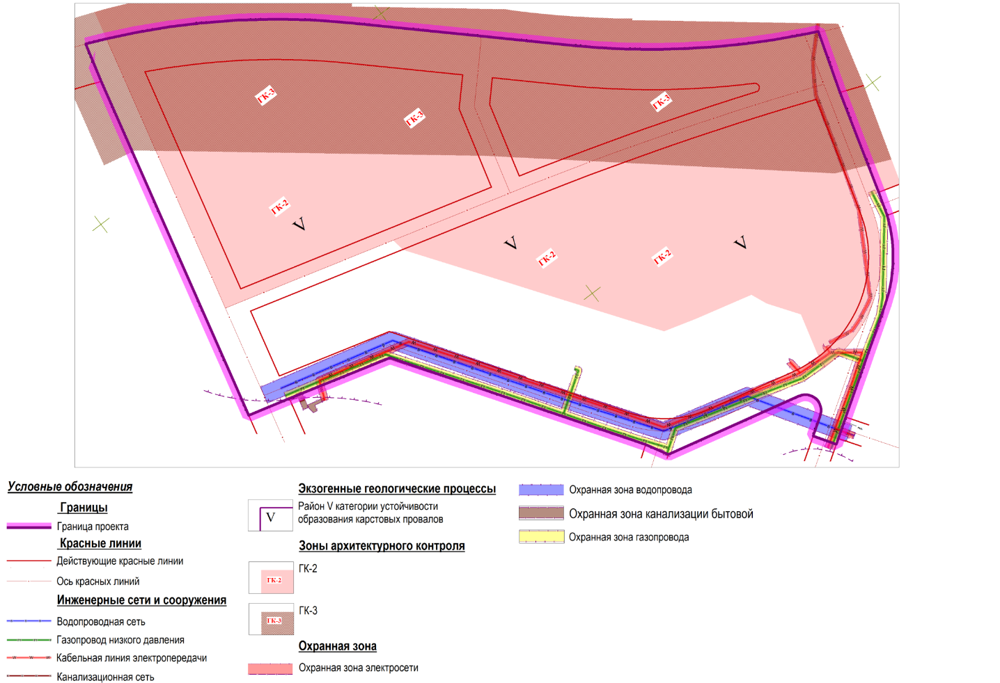 ГК-3
ГК-3
ГК-3
ГК-2
V
V
V
ГК-2
ГК-2
Условные обозначения
Границы
Граница проекта
Красные линии
Действующие красные линии
Ось красных линий
Инженерные сети и сооружения
Водопроводная сеть
Газопровод низкого давления
Кабельная линия электропередачи
Канализационная сеть
Экзогенные геологические процессы
V
Район V категории устойчивости
образования карстовых провалов
Зоны архитектурного контроля
ГК-2
ГК-2
ГК-3
ГК-3
Охранная зона
Охранная зона электросети
Охранная зона водопровода
Охранная зона канализации бытовой
Охранная зона газопровода